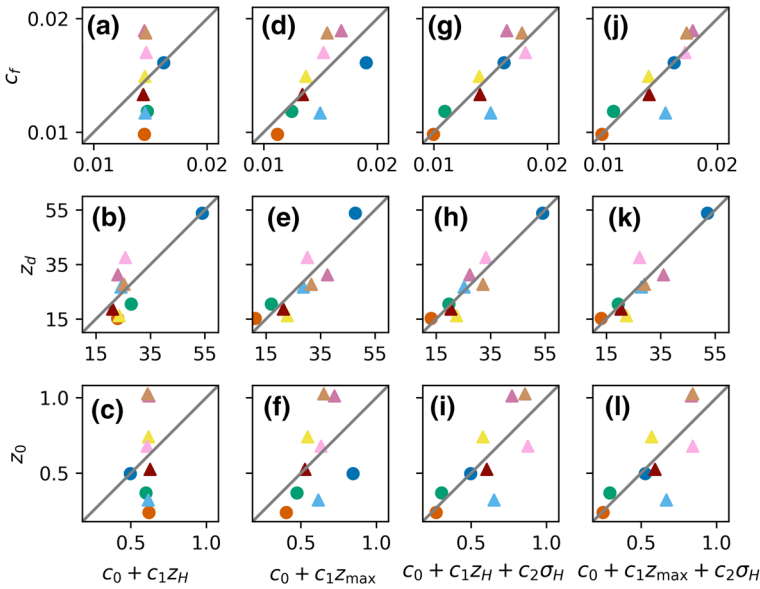 0.02
c_f
0.01
(a)
(d)
(g)
(j)
0.01 0.02 0.01 0.02 0.01 0.02 0.01 0.02
55
z_d
35
15
(b)
(e)
(h)
(k)
15 35 55 15 35 55 15 35 55 15 35 55
1.0
z_0
0.5
(c)
(f)
(i)
(l)
0.5 1.0 0.5 1.0 0.5 1.0 0.5 1.0
c_0 + c_1z_H
c_0 + c_1z_max
c_0 + c_1z_H + c_2σ_H
c_0 + c_1z_max + c_2σ_H